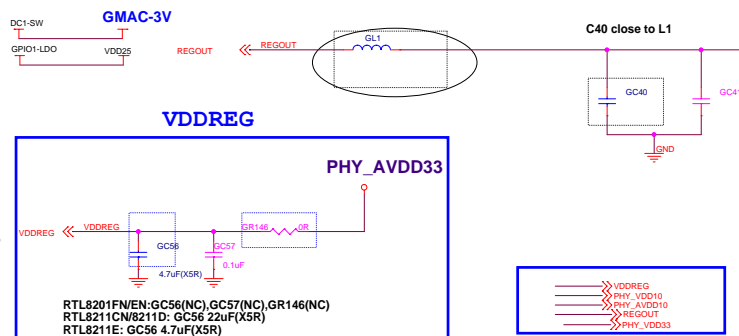 DC1-SW
GMAC-3V
GPIO1-LDO
VDD25
REGOUT
REGOUT
GL1
C40 close to L1
GC40
GC41
GND
VDDREG
PHY_AVDD33
VDDREG
VDDREG
GC56
4.7uF(X5R)
GC57
0.1uF
GR146
0R
RTL8201FN/EN:GC56(NC),GC57(NC),GR146(NC)
RTL8211CN/8211D: GC56 22uF(X5R)
RTL8211E: GC56 4.7uF(X5R)
VDDREG
PHY_VDD10
PHY_AVDD10
REGOUT
PHY_VDD33